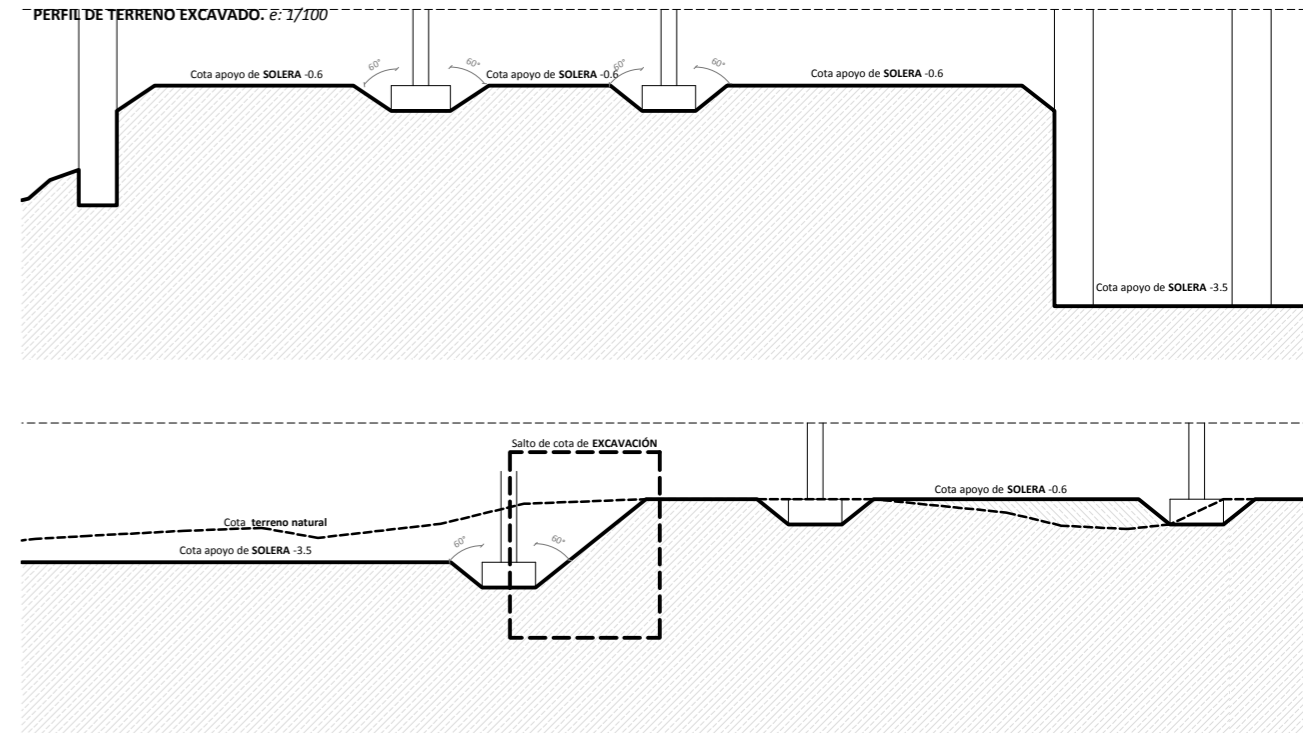 PERFIL DE TERRENO EXCAVADO. e: 1/100
60° 60° 60° 60°
Cota apoyo de SOLERA -0.6 Cota apoyo de SOLERA -0.6 Cota apoyo de SOLERA -0.6
Cota apoyo de SOLERA -3.5
Salto de cota de EXCAVACIÓN
Cota apoyo de SOLERA -0.6
Cota terreno natural
60° 60°
Cota apoyo de SOLERA -3.5